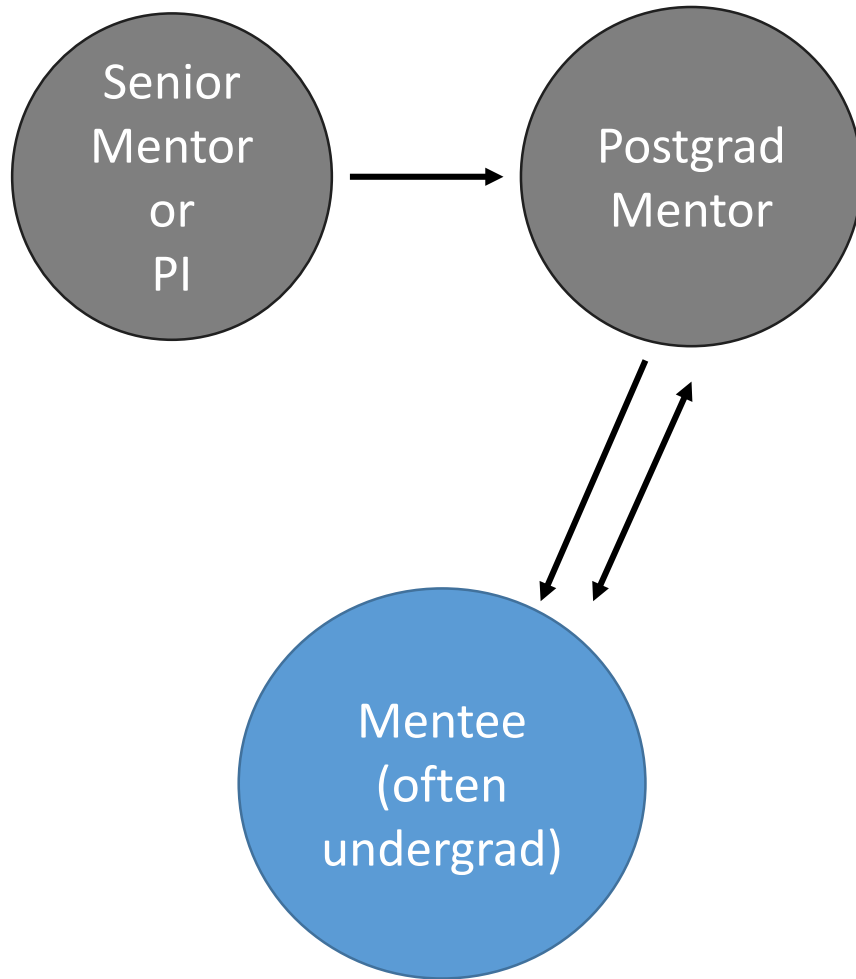 Senior
Mentor
or
PI
Postgrad
Mentor
Mentee
(often
undergrad)